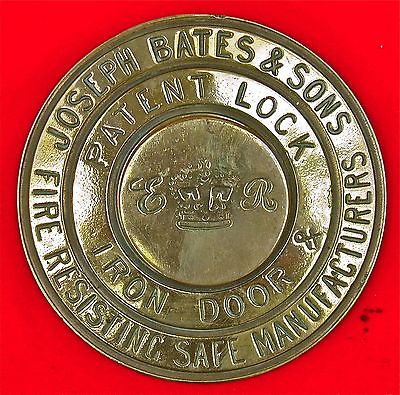 JOSEPH BATES & SONS
PATENT LOCK
IRON DOOR &
FIRE RESISTING SAFE MANUFACTURERS
E R